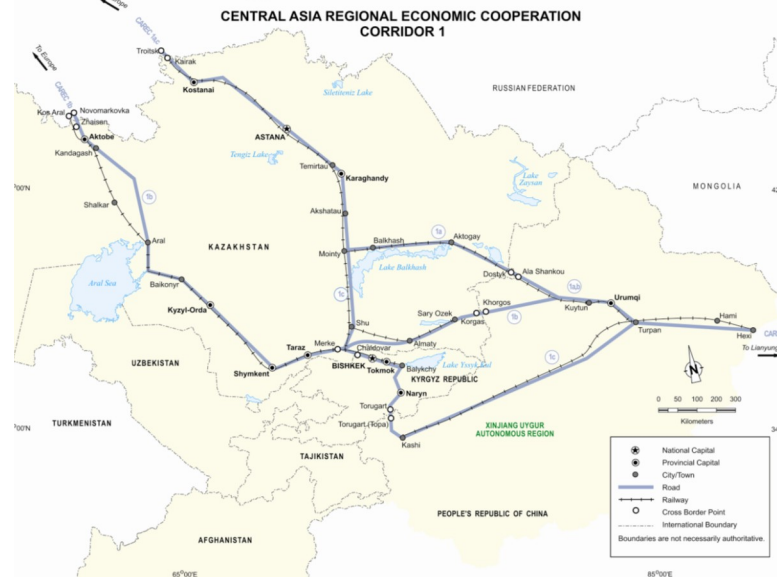 CENTRAL ASIA REGIONAL ECONOMIC COOPERATION
CORRIDOR 1
To Europe
CAREC 1b
Troitsk
Kairak
Kostanai
Siletiteniz Lake
RUSSIAN FEDERATION
Kos Aral
Novomarkovka
Zhaisen
Aktobe
Kandagash
ASTANA
Tengiz Lake
Temirtau
Karaghandy
Lake
Zaysan
MONGOLIA
Shalkar
1b
Akshatau
KAZAKHSTAN
1a
Aral
Mointy
Balkhash
Aktogay
Lake Balkhash
Dostyk
Ala Shankou
Aral Sea
Baikonyr
1c
1ab
Kyzyl-Orda
Sary Ozek
Khorgos
Korgas
1b
Kuytun
Urumqi
Shu
Hami
Turpan
Hexi
CAR
To Lianyung
Merke
Chaldovar
Almaty
Taraz
BISHKEK
Tokmok
Balykchy
Lake Yssyk Kul
1c
UZBEKISTAN
Shymkent
KYRGYZ REPUBLIC
Naryn
N
Torugart
Torugart (Topa)
Kashi
XINJIANG UYGUR
AUTONOMOUS REGION
0 50 100 200 300
Kilometers
TURKMENISTAN
TAJIKISTAN
PEOPLE'S REPUBLIC OF CHINA
AFGHANISTAN
National Capital
Provincial Capital
City/Town
Road
Railway
Cross Border Point
International Boundary
Boundaries are not necessarily authoritative.
65°00'E
85°00'E